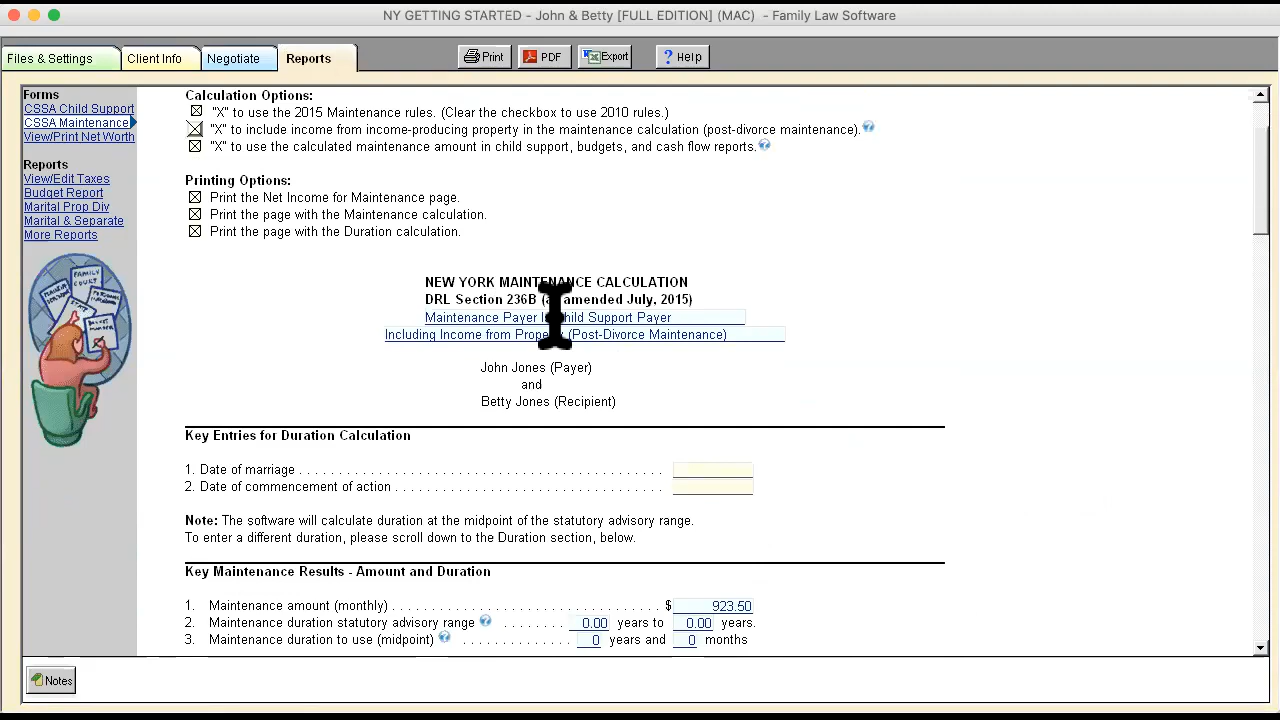 NY GETTING STARTED - John & Betty [FULL EDITION] (MAC) - Family Law Software
Files & Settings
Client Info
Negotiate
Reports
Print
PDF
Export
? Help
Forms
CSSA Child Support
CSSA Maintenance
View/Print Net Worth
Reports
View/Edit Taxes
Budget Report
Marital Prop Div
Marital & Separate
More Reports
FAMILY COURT
Calculation Options:
"X" to use the 2015 Maintenance rules. (Clear the checkbox to use 2010 rules.)
"X" to include income from income-producing property in the maintenance calculation (post-divorce maintenance). ?
"X" to use the calculated maintenance amount in child support, budgets, and cash flow reports. ?
Printing Options:
Print the Net Income for Maintenance page.
Print the page with the Maintenance calculation.
Print the page with the Duration calculation.
NEW YORK MAINTENANCE CALCULATION
DRL Section 236B (as amended July, 2015)
Maintenance Payer Is Child Support Payer
Including Income from Property (Post-Divorce Maintenance)
John Jones (Payer)
and
Betty Jones (Recipient)
Key Entries for Duration Calculation
1. Date of marriage . . . . . . . . . . . . . . . . . . . . . . . . . . . . . . . . . . . . . . . . . . . . .
2. Date of commencement of action . . . . . . . . . . . . . . . . . . . . . . . . . . . . . . . . .
Note: The software will calculate duration at the midpoint of the statutory advisory range.
To enter a different duration, please scroll down to the Duration section, below.
Key Maintenance Results - Amount and Duration
1. Maintenance amount (monthly) . . . . . . . . . . . . . . . . . . . . . . . . . . . . . . . . . $ 923.50
2. Maintenance duration statutory advisory range ? . . . . . . . . 0.00 years to 0.00 years.
3. Maintenance duration to use (midpoint) ? . . . . . . . . . . . . . 0 years and 0 months
Notes